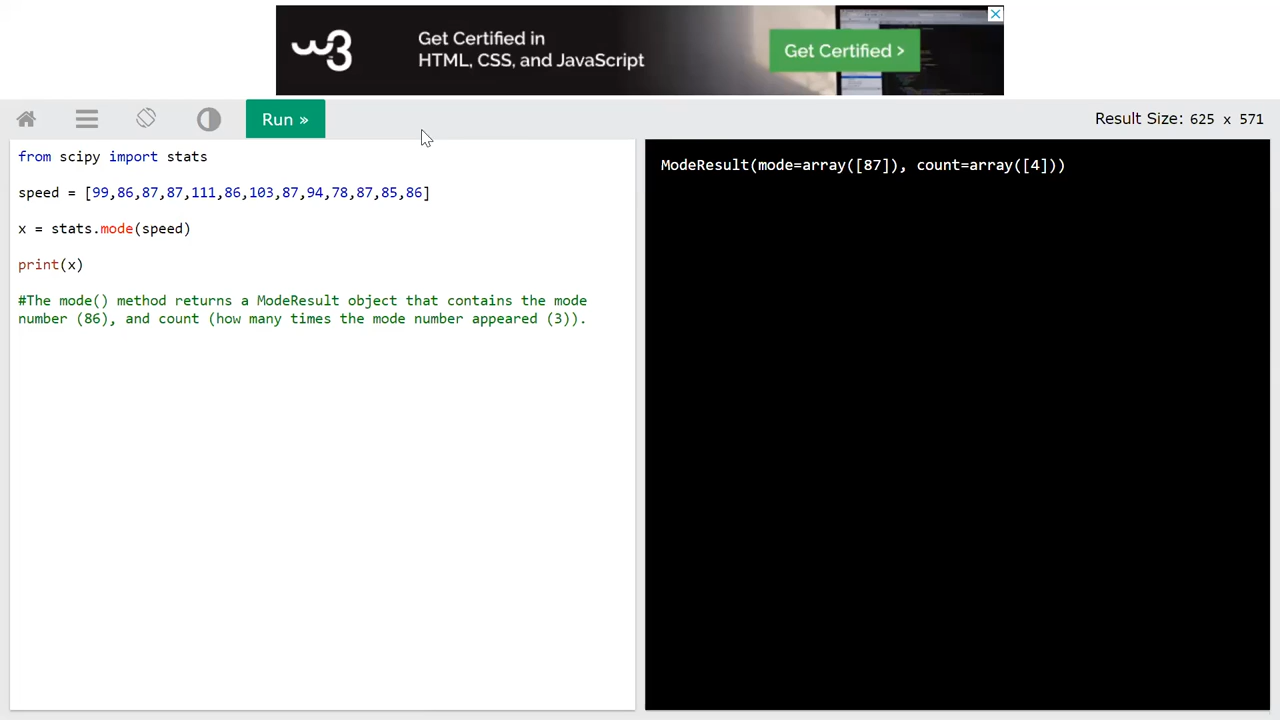 w3
Get Certified in
HTML, CSS, and JavaScript
Get Certified >
Run »
Result Size: 625 x 571
from scipy import stats
speed = [99,86,87,87,111,86,103,87,94,78,87,85,86]
x = stats.mode(speed)
print(x)
#The mode() method returns a ModeResult object that contains the mode
number (86), and count (how many times the mode number appeared (3)).
ModeResult(mode=array([87]), count=array([4]))